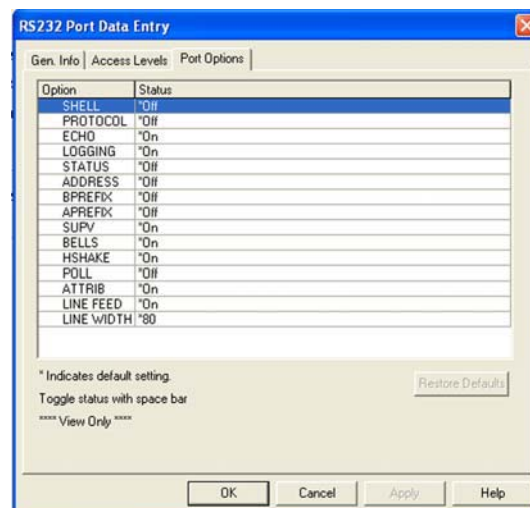 RS232 Port Data Entry
Gen. Info Access Levels Port Options
Option Status
SHELL *Off
PROTOCOL *Off
ECHO *On
LOGGING *On
STATUS *Off
ADDRESS *Off
BPREFIX *Off
APREFIX *Off
SUPV *On
BELLS *On
HSHAKE *On
POLL *Off
ATTRIB *On
LINE FEED *On
LINE WIDTH *80
* Indicates default setting.
Restore Defaults
Toggle status with space bar
**** View Only ****
OK Cancel Apply Help